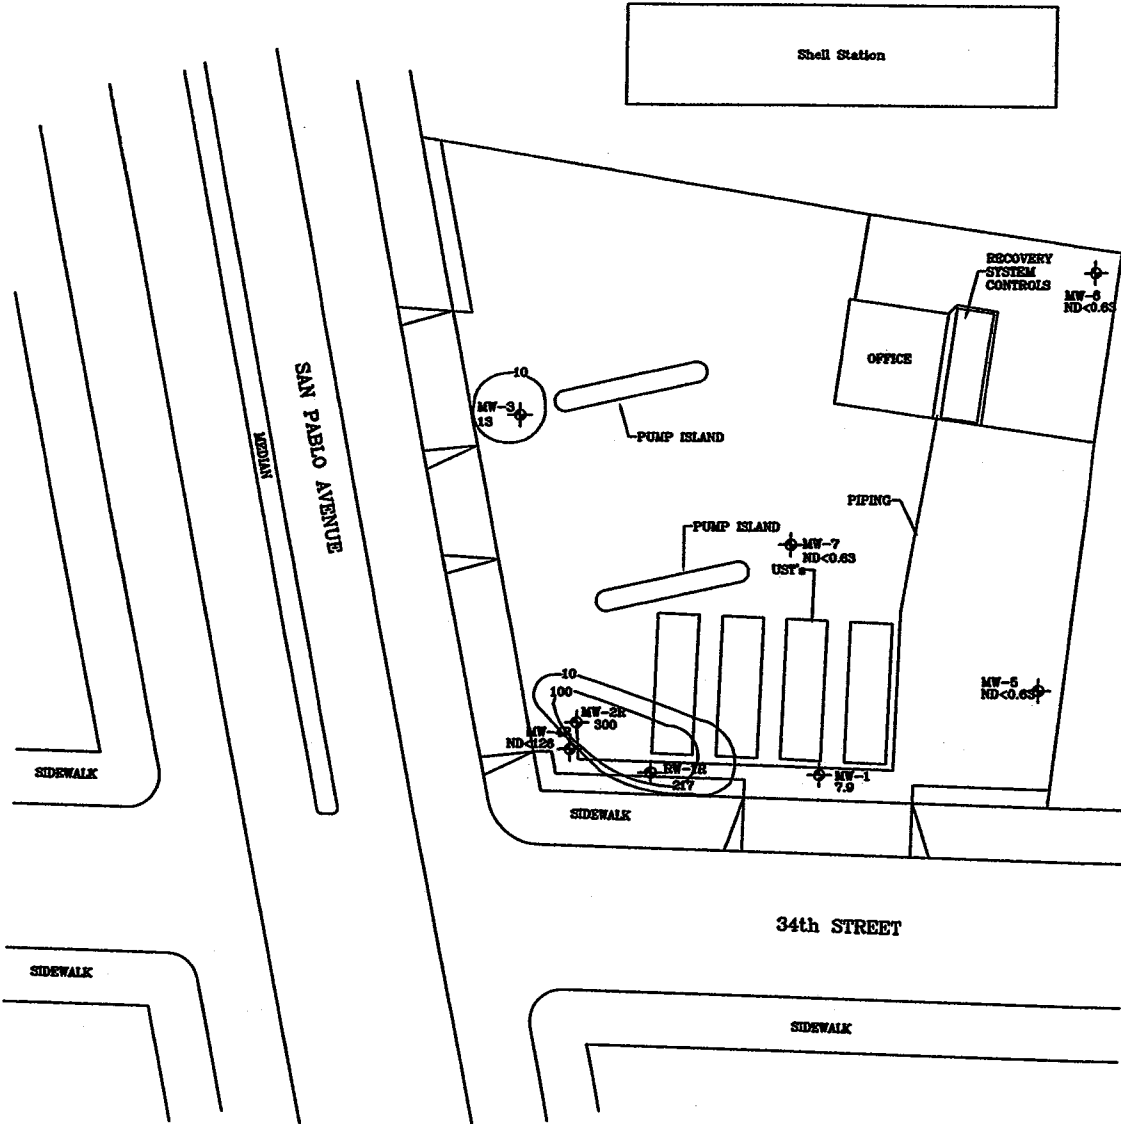 Shell Station
RECOVERY
SYSTEM
CONTROLS
MW-6
ND<0.63
OFFICE
10
MW-3
13
PUMP ISLAND
SAN PABLO AVENUE
MEDIAN
PIPING
PUMP ISLAND
MW-7
ND<0.63
UST's
MW-5
ND<0.63
10
100
MW-2R
300
ND<126
217
MW-1
7.9
SIDEWALK
SIDEWALK
34th STREET
SIDEWALK
SIDEWALK